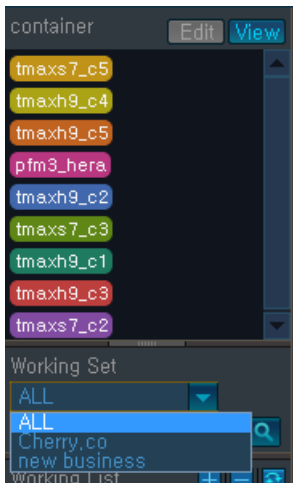 container Edit View
tmaxs7_c5
tmaxh9_c4
tmaxh9_c5
pfm3_hera
tmaxh9_c2
tmaxs7_c3
tmaxh9_c1
tmaxh9_c3
tmaxs7_c2
Working Set
ALL
ALL
Cherry,co
new business
Working List